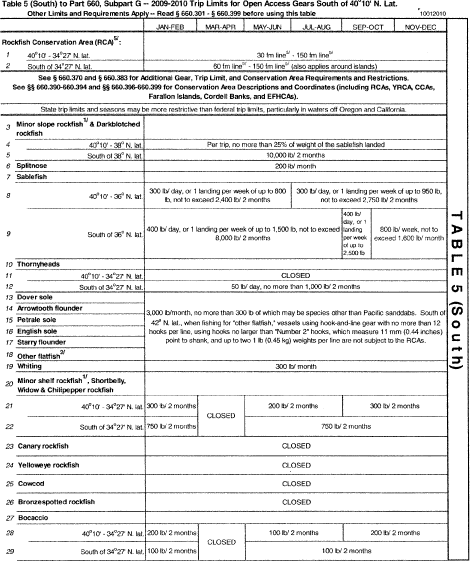 Table 5 (South) to Part 660, Subpart G -- 2009-2010 Trip Limits for Open Access Gears South of 40°10' N. Lat.
Other Limits and Requirements Apply -- Read § 660.301 - § 660.399 before using this table
10012010
JAN-FEB MAR-APR MAY-JUN JUL-AUG SEP-OCT NOV-DEC
Rockfish Conservation Area (RCA)5/:
1 40°10' - 34°27' N. lat. 30 fm line5/ - 150 fm line5/
2 South of 34°27' N. lat. 60 fm line5/ - 150 fm line5/ (also applies around islands)
See § 660.370 and § 660.383 for Additional Gear, Trip Limit, and Conservation Area Requirements and Restrictions.
See §§ 660.390-660.394 and §§ 660.396-660.399 for Conservation Area Descriptions and Coordinates (including RCAs, YRCA, CCAs,
Farallon Islands, Cordell Banks, and EFHCAs).
State trip limits and seasons may be more restrictive than federal trip limits, particularly in waters off Oregon and California.
3 Minor slope rockfish1/ & Darkblotched
rockfish
4 40°10' - 38° N. lat. Per trip, no more than 25% of weight of the sablefish landed
5 South of 38° N. lat. 10,000 lb/ 2 months
6 Splitnose 200 lb/ month
7 Sablefish
8 40°10' - 36° N. lat. 300 lb/ day, or 1 landing per week of up to 800
lb, not to exceed 2,400 lb/ 2 months
300 lb/ day, or 1 landing per week of up to 950 lb,
not to exceed 2,750 lb/ 2 months
9 South of 36° N. lat. 400 lb/ day, or 1 landing per week of up to 1,500 lb, not to exceed
8,000 lb/ 2 months
400 lb/
day, or 1
landing
per week
of up to
2,500 lb
800 lb/ week, not to
exceed 1,600 lb/ month
10 Thornyheads
11 40°10' - 34°27' N. lat. CLOSED
12 South of 34°27' N. lat. 50 lb/ day, no more than 1,000 lb/ 2 months
13 Dover sole
14 Arrowtooth flounder
15 Petrale sole
16 English sole
17 Starry flounder
18 Other flatfish2/
3,000 lb/month, no more than 300 lb of which may be species other than Pacific sanddabs. South of
42° N. lat., when fishing for "other flatfish," vessels using hook-and-line gear with no more than 12
hooks per line, using hooks no larger than "Number 2" hooks, which measure 11 mm (0.44 inches)
point to shank, and up to two 1 lb (0.45 kg) weights per line are not subject to the RCAs.
19 Whiting 300 lb/ month
20 Minor shelf rockfish1/, Shortbelly,
Widow & Chilipepper rockfish
21 40°10' - 34°27' N. lat. 300 lb/ 2 months CLOSED 200 lb/ 2 months 300 lb/ 2 months
22 South of 34°27' N. lat. 750 lb/ 2 months 750 lb/ 2 months
23 Canary rockfish CLOSED
24 Yelloweye rockfish CLOSED
25 Cowcod CLOSED
26 Bronzespotted rockfish CLOSED
27 Bocaccio
28 40°10' - 34°27' N. lat. 200 lb/ 2 months CLOSED 100 lb/ 2 months 200 lb/ 2 months
29 South of 34°27' N. lat. 100 lb/ 2 months 100 lb/ 2 months
TABLE 5 (South)